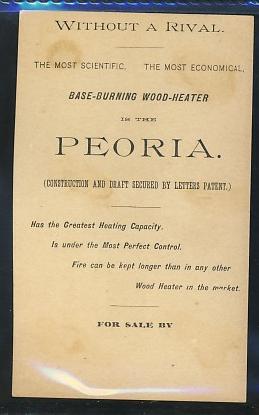 WITHOUT A RIVAL.
THE MOST SCIENTIFIC, THE MOST ECONOMICAL,
BASE-BURNING WOOD-HEATER
IS THE
PEORIA.
(CONSTRUCTION AND DRAFT SECURED BY LETTERS PATENT.)
Has the Greatest Heating Capacity.
Is under the Most Perfect Control.
Fire can be kept longer than in any other
Wood Heater in the market.
FOR SALE BY